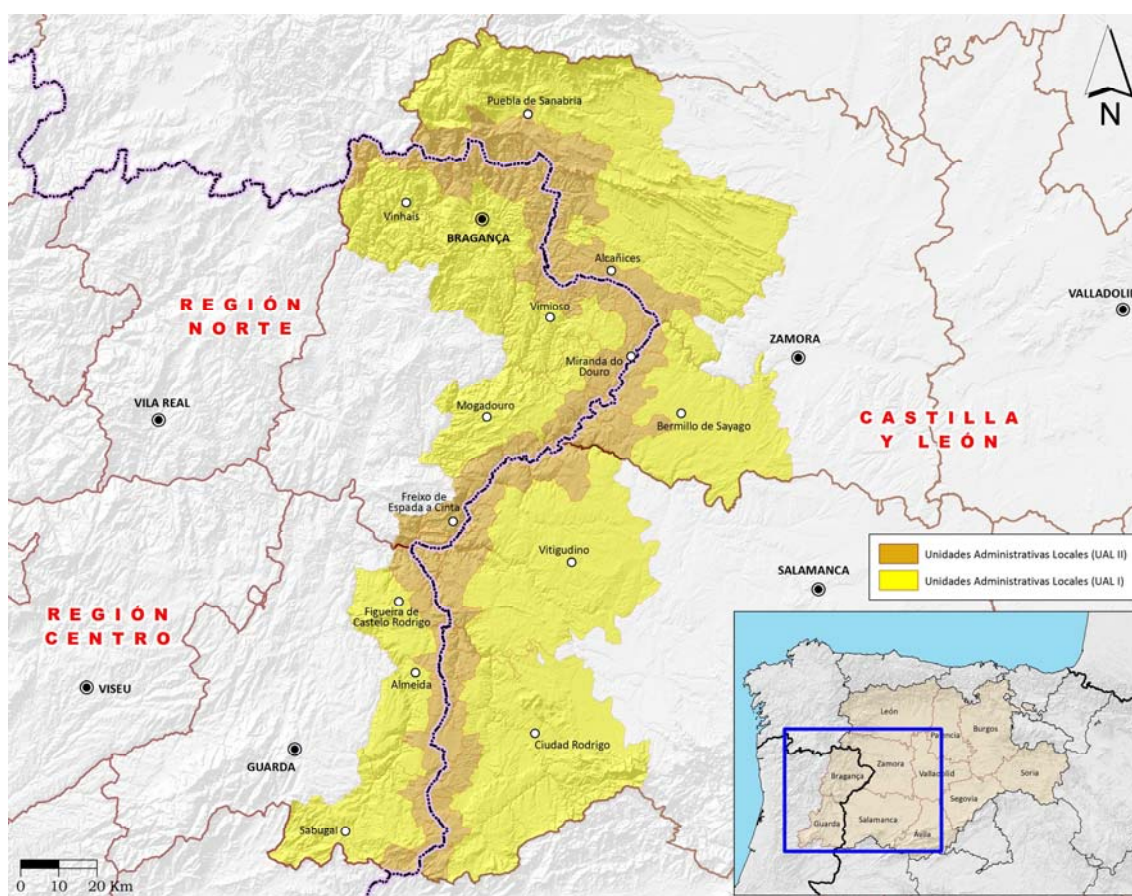 N
Puebla de Sanabria
Vinhais
BRAGANÇA
Alcañices
REGIÓN
NORTE
Vimioso
VALLADOLID
ZAMORA
Miranda do
Douro
VILA REAL
Mogadouro
Bermillo de Sayago
CASTILLA
Y LEÓN
Freixo de
Espada a Cinta
Vitigudino
Unidades Administrativas Locales (UAL II)
Unidades Administrativas Locales (UAL I)
SALAMANCA
REGIÓN
CENTRO
Figueira de
Castelo Rodrigo
VISEU
Almeida
Ciudad Rodrigo
GUARDA
Sabugal
0 10 20 Km
León
Burgos
Palencia
Zamora
Bragança
Valladolid
Soria
Segovia
Guarda
Salamanca
Ávila